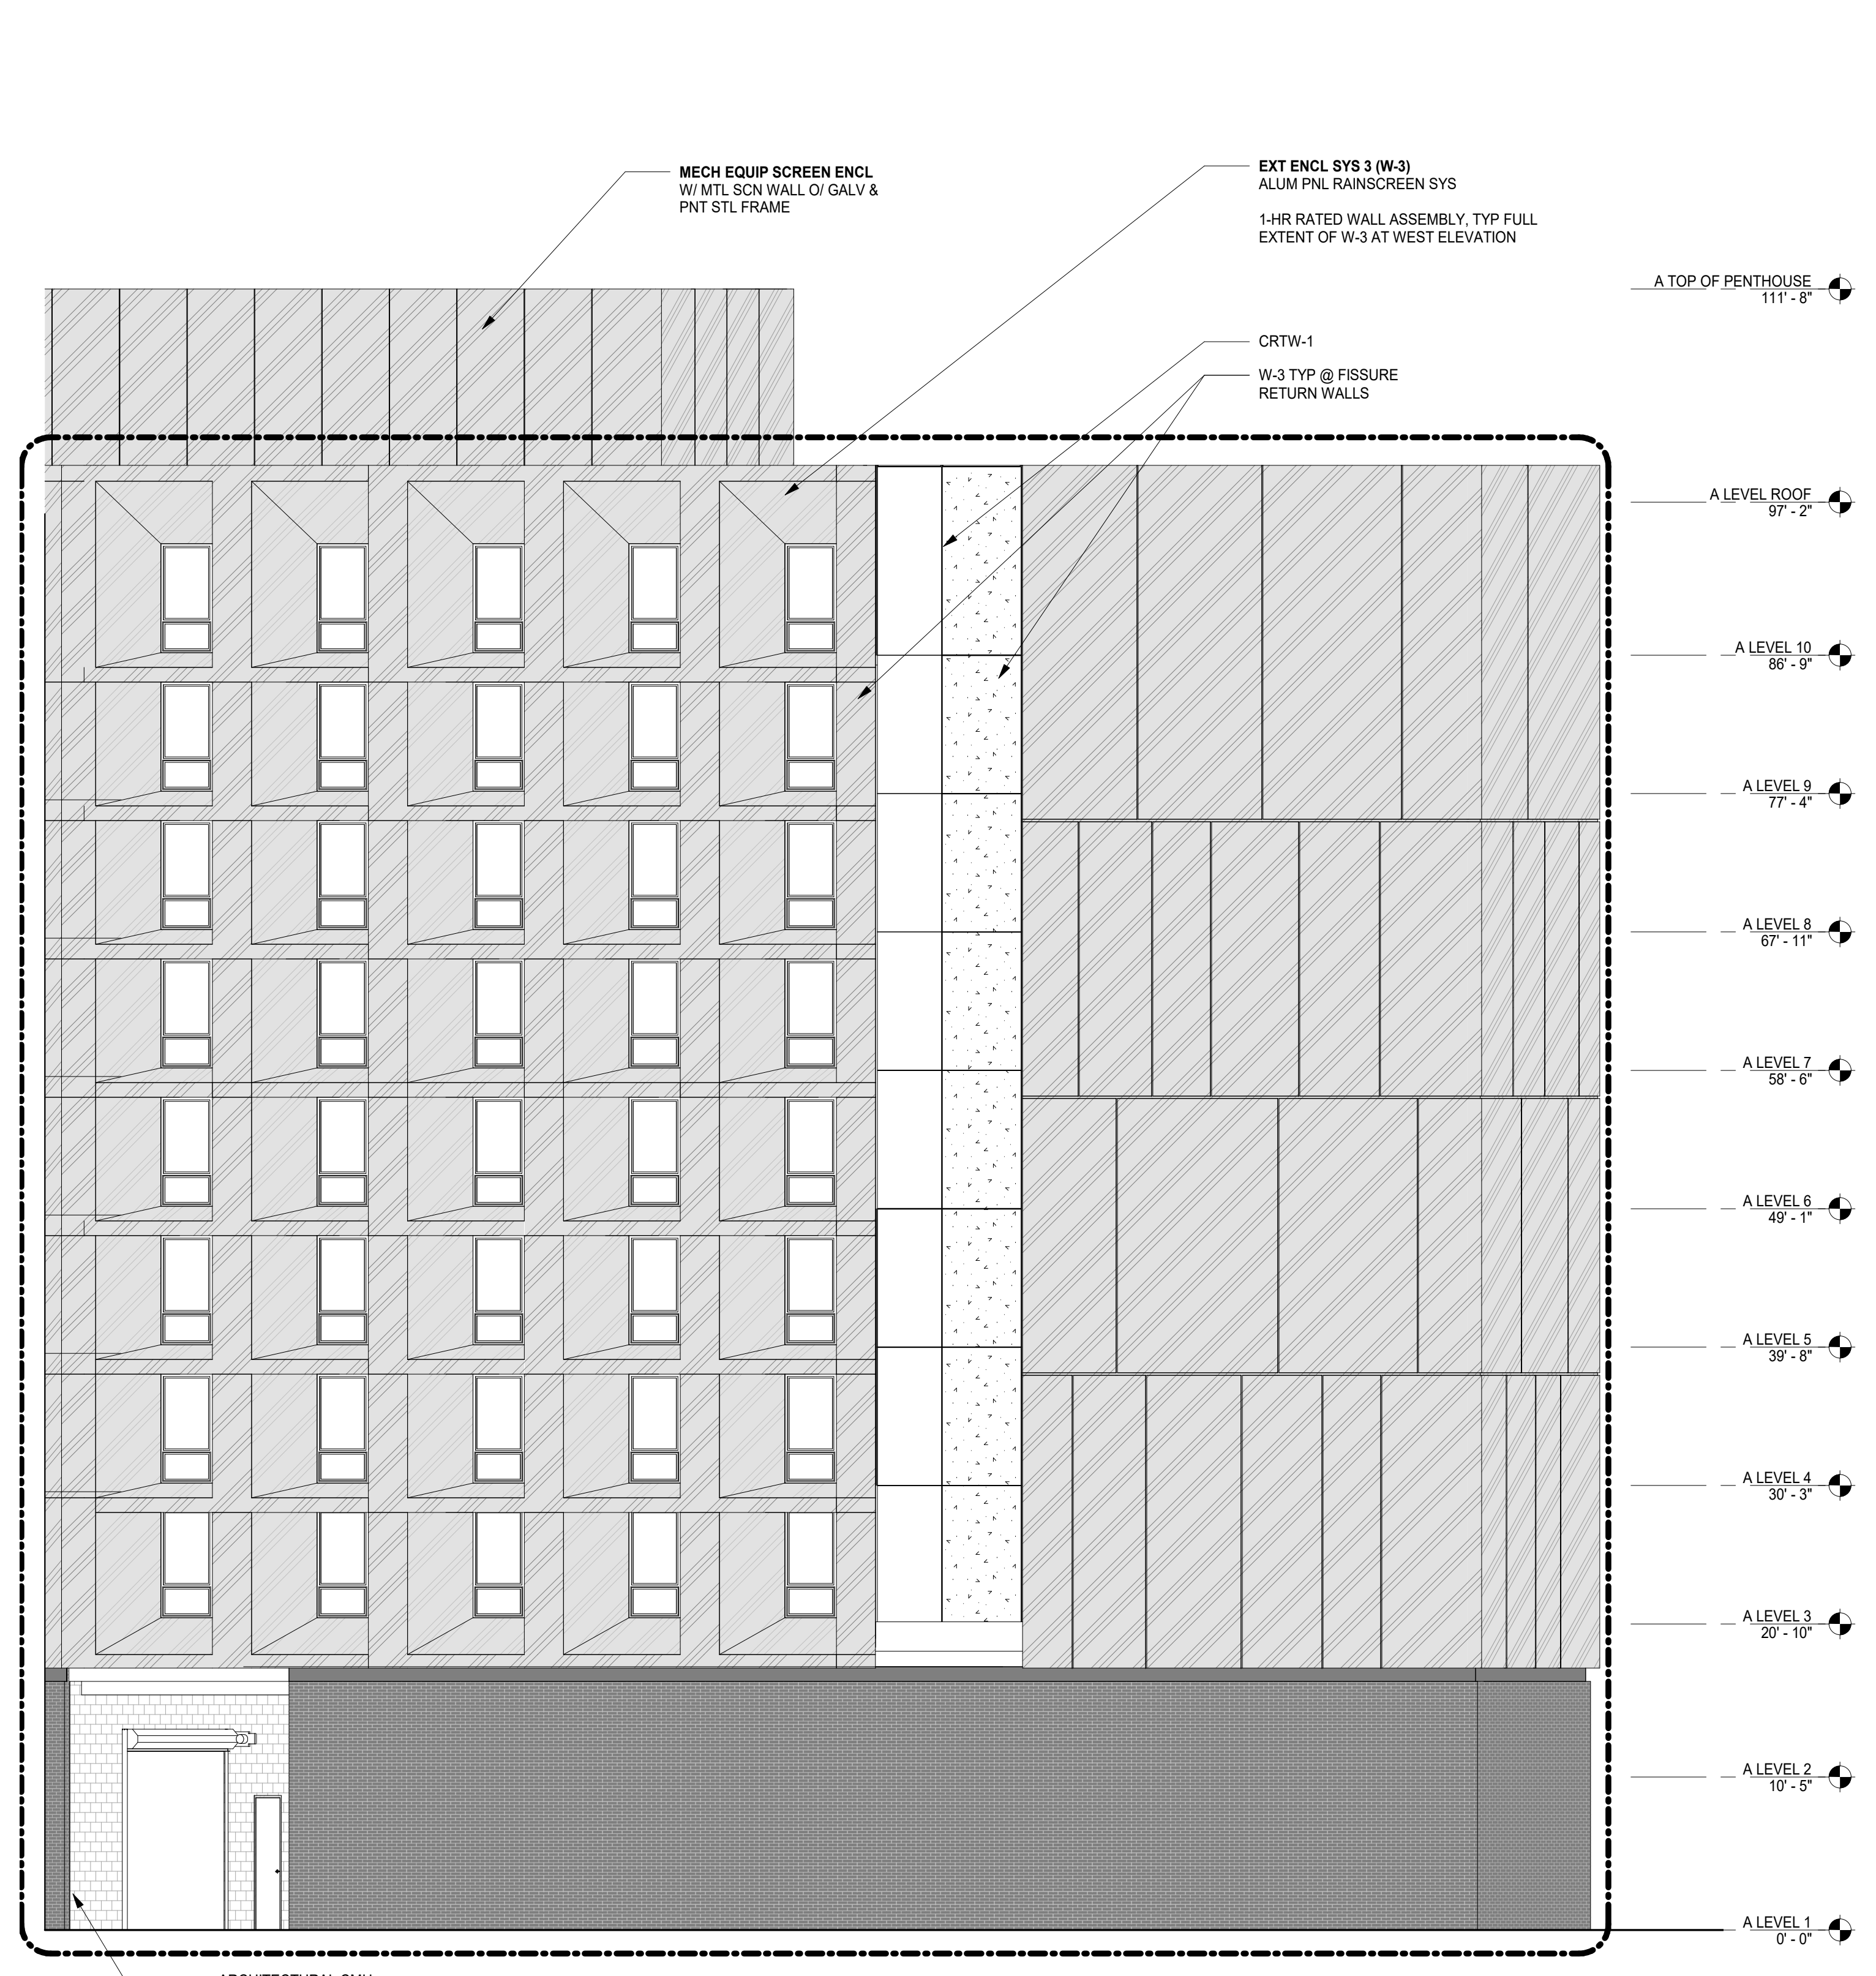 MECH EQUIP SCREEN ENCL
W/ MTL SCN WALL O/ GALV &
PNT STL FRAME
EXT ENCL SYS 3 (W-3)
ALUM PNL RAINSCREEN SYS
1-HR RATED WALL ASSEMBLY, TYP FULL
EXTENT OF W-3 AT WEST ELEVATION
A TOP OF PENTHOUSE
111' - 8"
CRTW-1
W-3 TYP @ FISSURE
RETURN WALLS
A LEVEL ROOF
97' - 2"
A LEVEL 10
86' - 9"
A LEVEL 9
77' - 4"
A LEVEL 8
67' - 11"
A LEVEL 7
58' - 6"
A LEVEL 6
49' - 1"
A LEVEL 5
39' - 8"
A LEVEL 4
30' - 3"
A LEVEL 3
20' - 10"
A LEVEL 2
10' - 5"
A LEVEL 1
0' - 0"
ARCHITECTURAL CMU